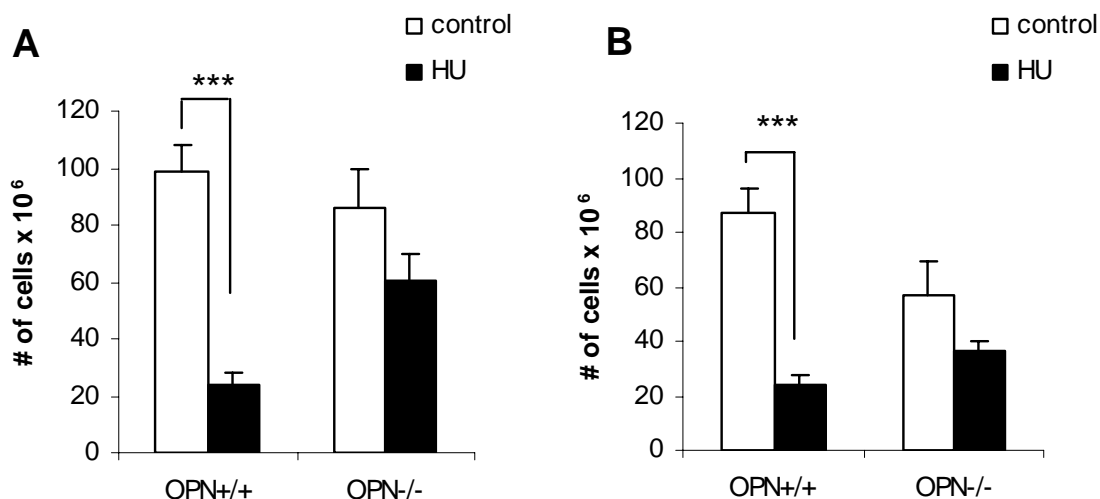 A
control
HU
***
# of cells x 10⁶
120
100
80
60
40
20
0
OPN+/+
OPN-/-
B
control
HU
***
# of cells x 10⁶
120
100
80
60
40
20
0
OPN+/+
OPN-/-